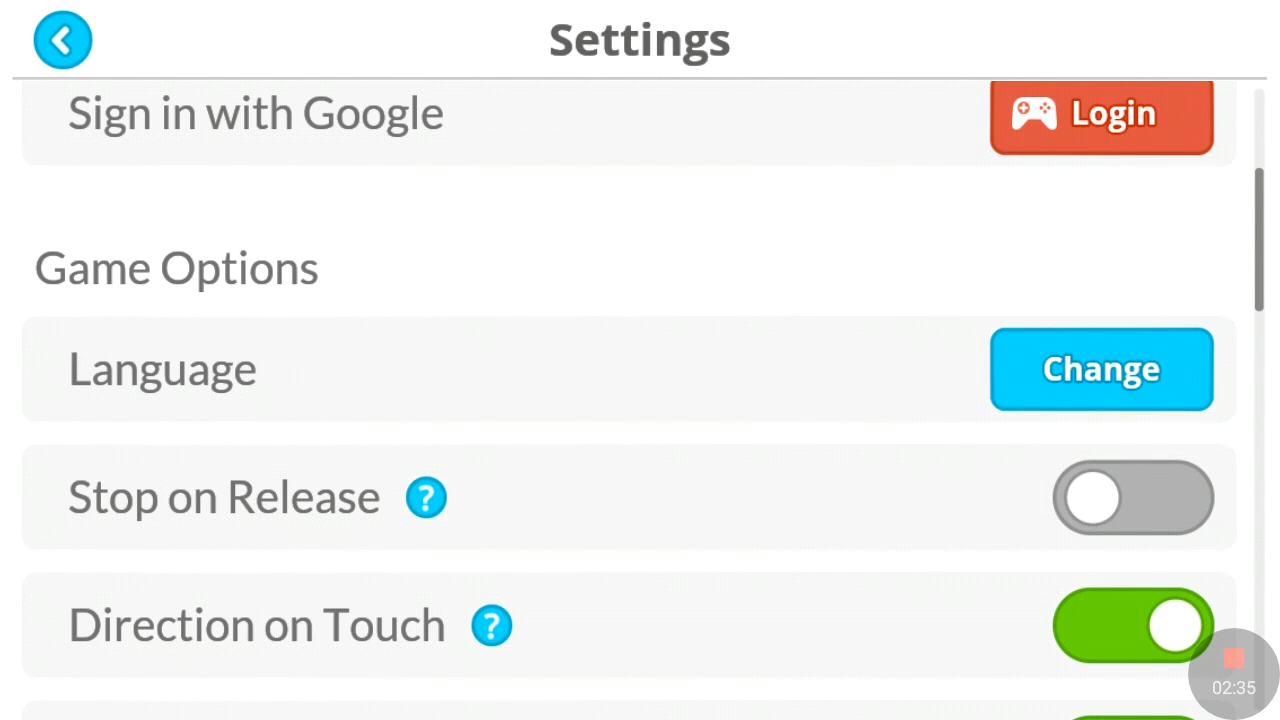 Settings
Sign in with Google
Login
Game Options
Language
Change
Stop on Release ?
Direction on Touch ?
02:35